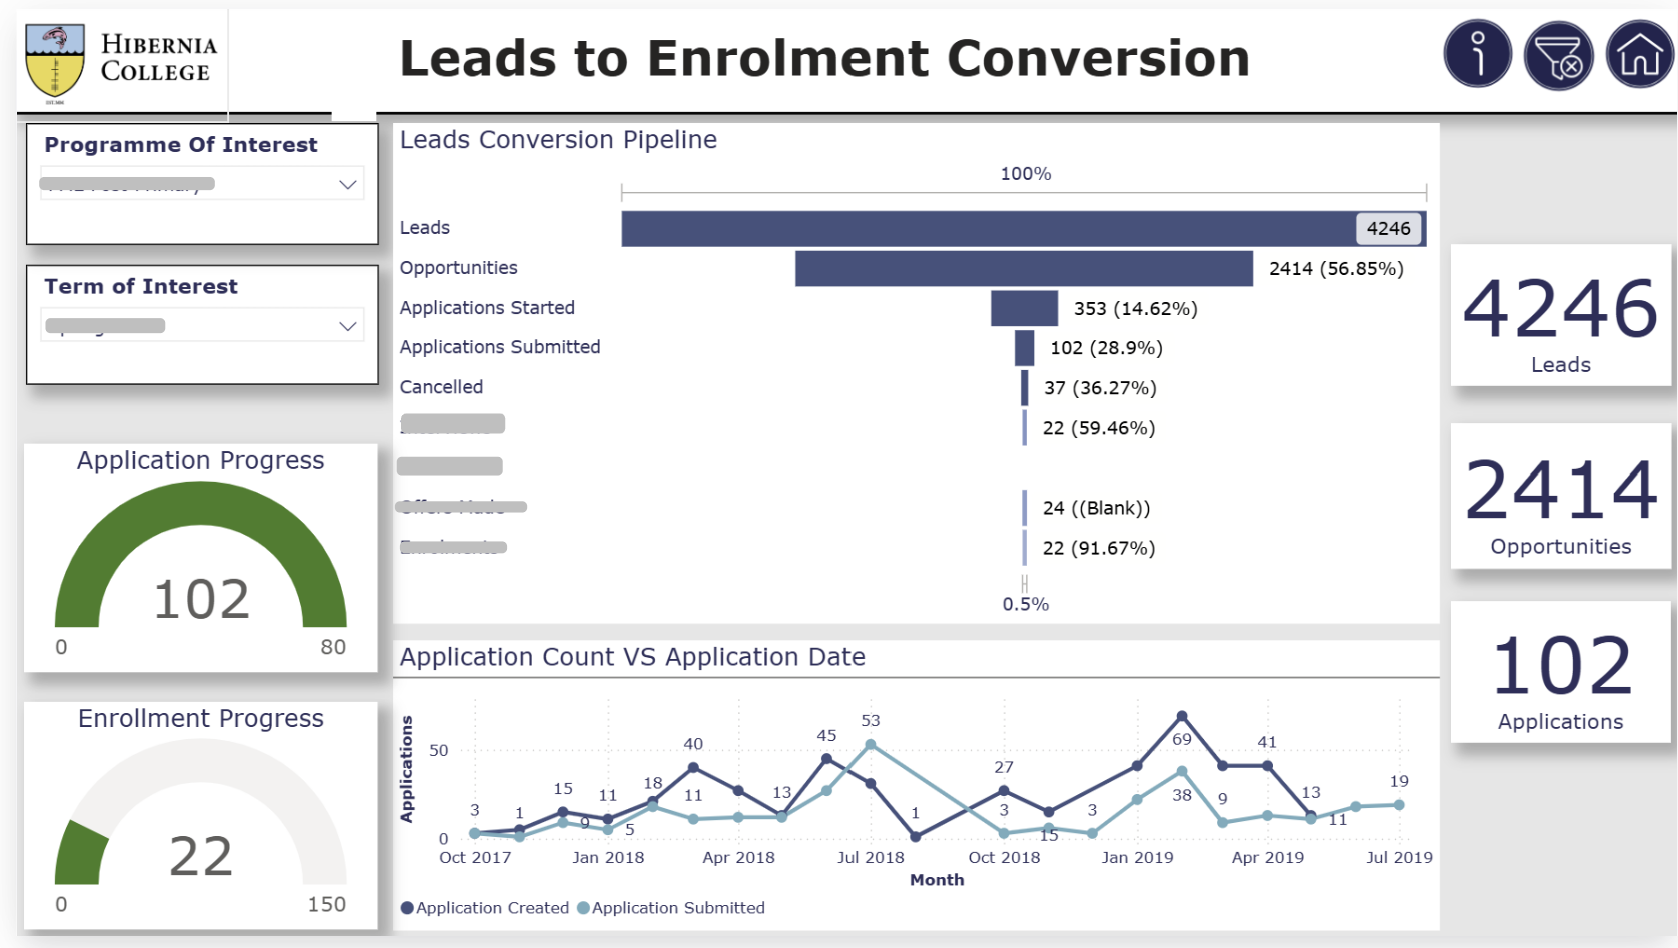 HIBERNIA
COLLEGE
Leads to Enrolment Conversion
Programme Of Interest
Term of Interest
Application Progress
102
0 80
Enrollment Progress
22
0 150
Leads Conversion Pipeline
100%
Leads 4246
Opportunities 2414 (56.85%)
Applications Started 353 (14.62%)
Applications Submitted 102 (28.9%)
Cancelled 37 (36.27%)
22 (59.46%)
24 ((Blank))
22 (91.67%)
0.5%
Application Count VS Application Date
Applications
50
0
3 1 15 11 18 40 13 45 53 1 27 3 69 41 13 19
9 5 11 3 15 38 9 11
Oct 2017 Jan 2018 Apr 2018 Jul 2018 Oct 2018 Jan 2019 Apr 2019 Jul 2019
Month
Application Created Application Submitted
4246
Leads
2414
Opportunities
102
Applications